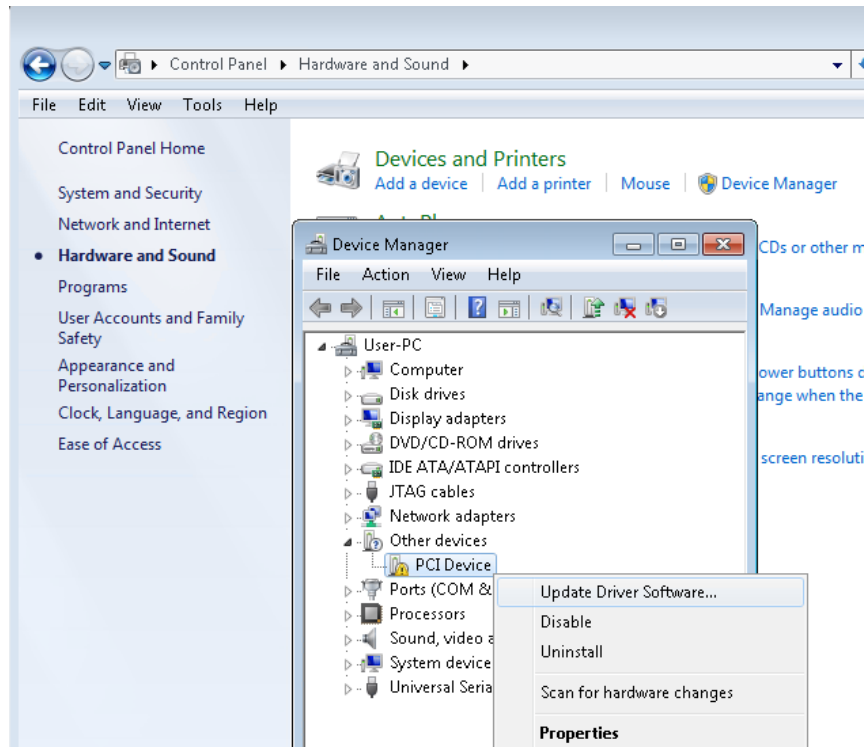 Control Panel Hardware and Sound
File Edit View Tools Help
Control Panel Home
System and Security
Network and Internet
Hardware and Sound
Programs
User Accounts and Family
Safety
Appearance and
Personalization
Clock, Language, and Region
Ease of Access
Devices and Printers
Add a device Add a printer Mouse Device Manager
CDs or other
Manage audio
ower buttons
ange when the
screen resoluti
Device Manager
File Action View Help
User-PC
Computer
Disk drives
Display adapters
DVD/CD-ROM drives
IDE ATA/ATAPI controllers
JTAG cables
Network adapters
Other devices
PCI Device
Ports (COM &
Processors
Sound, video
System device
Universal Seria
Update Driver Software...
Disable
Uninstall
Scan for hardware changes
Properties